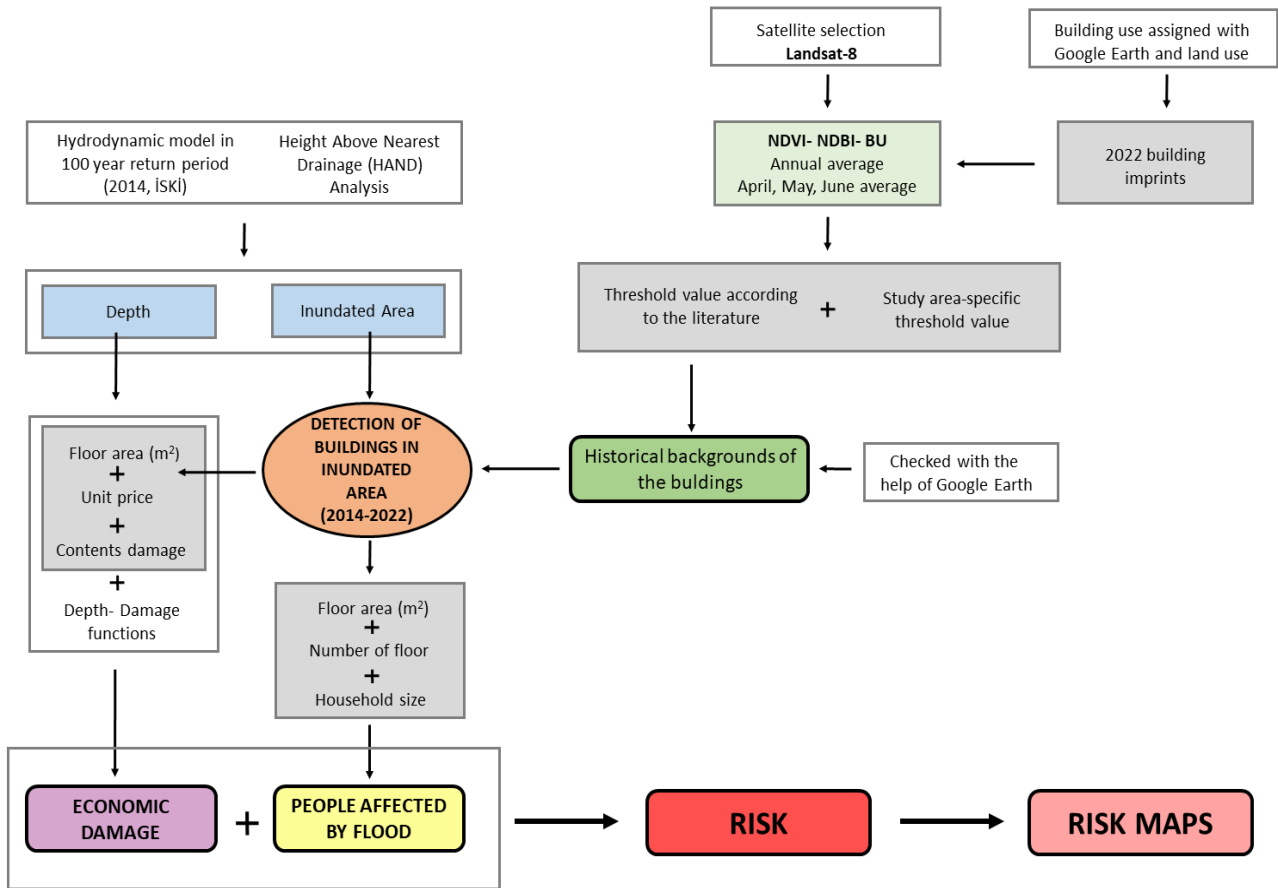 Satellite selection
Landsat-8
Building use assigned with
Google Earth and land use
Hydrodynamic model in
100 year return period
(2014, İSKİ)
Height Above Nearest
Drainage (HAND)
Analysis
NDVI- NDBI- BU
Annual average
April, May, June average
2022 building
imprints
Depth
Inundated Area
Threshold value according
to the literature
+
Study area-specific
threshold value
DETECTION OF
BUILDINGS IN
INUNDATED
AREA
(2014-2022)
Historical backgrounds of
the buldings
Checked with the
help of Google Earth
Floor area (m²)
+
Unit price
+
Contents damage
+
Depth- Damage
functions
Floor area (m²)
+
Number of floor
+
Household size
ECONOMIC
DAMAGE
+
PEOPLE AFFECTED
BY FLOOD
RISK
RISK MAPS